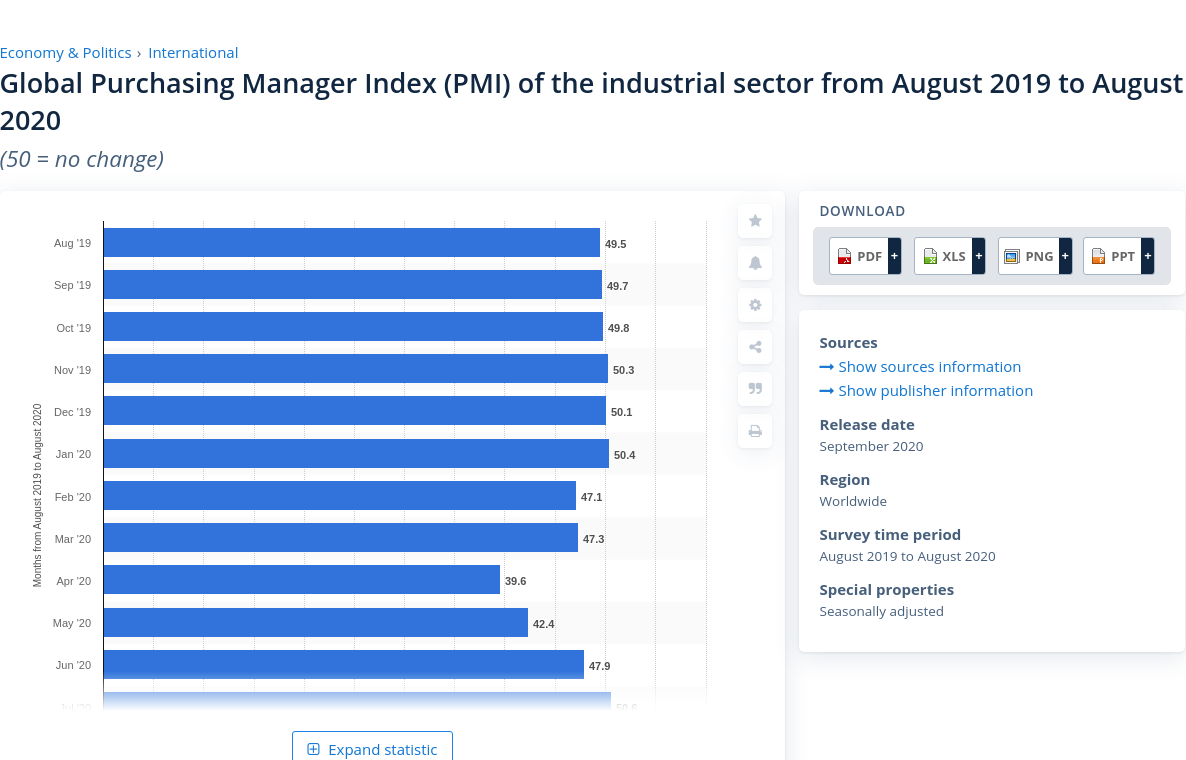 Economy & Politics › International
Global Purchasing Manager Index (PMI) of the industrial sector from August 2019 to August
2020
(50 = no change)
Months from August 2019 to August 2020
Aug '19 49.5
Sep '19 49.7
Oct '19 49.8
Nov '19 50.3
Dec '19 50.1
Jan '20 50.4
Feb '20 47.1
Mar '20 47.3
Apr '20 39.6
May '20 42.4
Jun '20 47.9
Jul '20 50.6
Expand statistic
DOWNLOAD
PDF + XLS + PNG + PPT +
Sources
Show sources information
Show publisher information
Release date
September 2020
Region
Worldwide
Survey time period
August 2019 to August 2020
Special properties
Seasonally adjusted